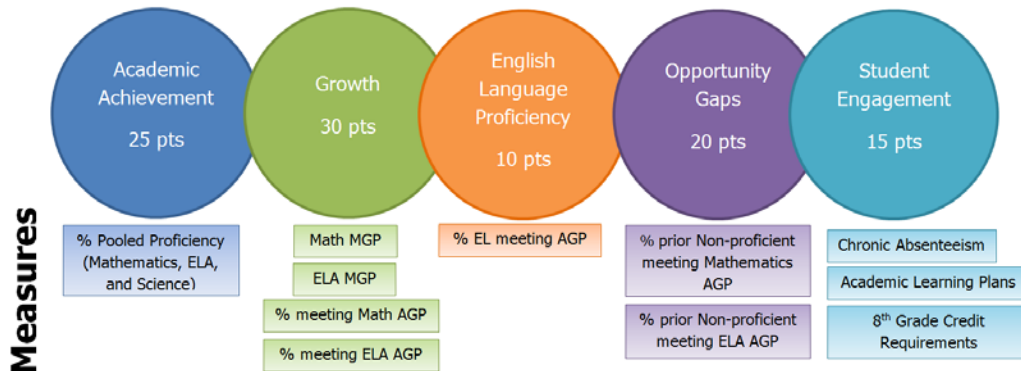 Academic
Achievement
25 pts
Growth
30 pts
English
Language
Proficiency
10 pts
Opportunity
Gaps
20 pts
Student
Engagement
15 pts
Measures
% Pooled Proficiency
(Mathematics, ELA,
and Science)
Math MGP
ELA MGP
% meeting Math AGP
% meeting ELA AGP
% EL meeting AGP
% prior Non-proficient
meeting Mathematics
AGP
% prior Non-proficient
meeting ELA AGP
Chronic Absenteeism
Academic Learning Plans
8th Grade Credit
Requirements